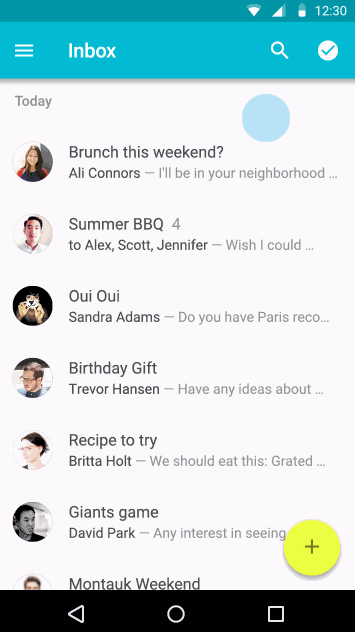 12:30
Inbox
Today
Brunch this weekend?
Ali Connors — I'll be in your neighborhood ...
Summer BBQ 4
to Alex, Scott, Jennifer — Wish I could ...
Oui Oui
Sandra Adams — Do you have Paris reco...
Birthday Gift
Trevor Hansen — Have any ideas about ...
Recipe to try
Britta Holt — We should eat this: Grated ...
Giants game
David Park — Any interest in seeing
Montauk Weekend